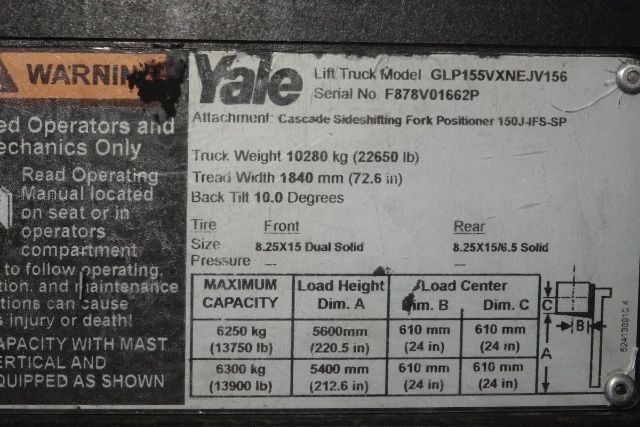 WARNING
ed Operators and
echanics Only
Read Operating
Manual located
on seat or in
operators
compartment
to follow operating,
tion. and maintenance
tions can cause
s injury or death!
APACITY WITH MAST
ERTICAL AND
QUIPPED AS SHOWN
Yale
Lift Truck Model GLP155VXNEJV156
Serial No. F878V01662P
Attachment: Cascade Sideshifting Fork Positioner 150J-IFS-SP
Truck Weight 10280 kg (22650 lb)
Tread Width 1840 mm (72.6 in)
Back Tilt 10.0 Degrees
Tire Front Rear
Size 8.25X15 Dual Solid 8.25X15/6.5 Solid
Pressure — —
MAXIMUM CAPACITY Load Height Dim. A Load Center Dim. B Dim. C
6250 kg 5600mm 610 mm 610 mm
(13750 lb) (220.5 in) (24 in) (24 in)
6300 kg 5400 mm 610 mm 610 mm
(13900 lb) (212.6 in) (24 in) (24 in)
C
B
A
524138910 4